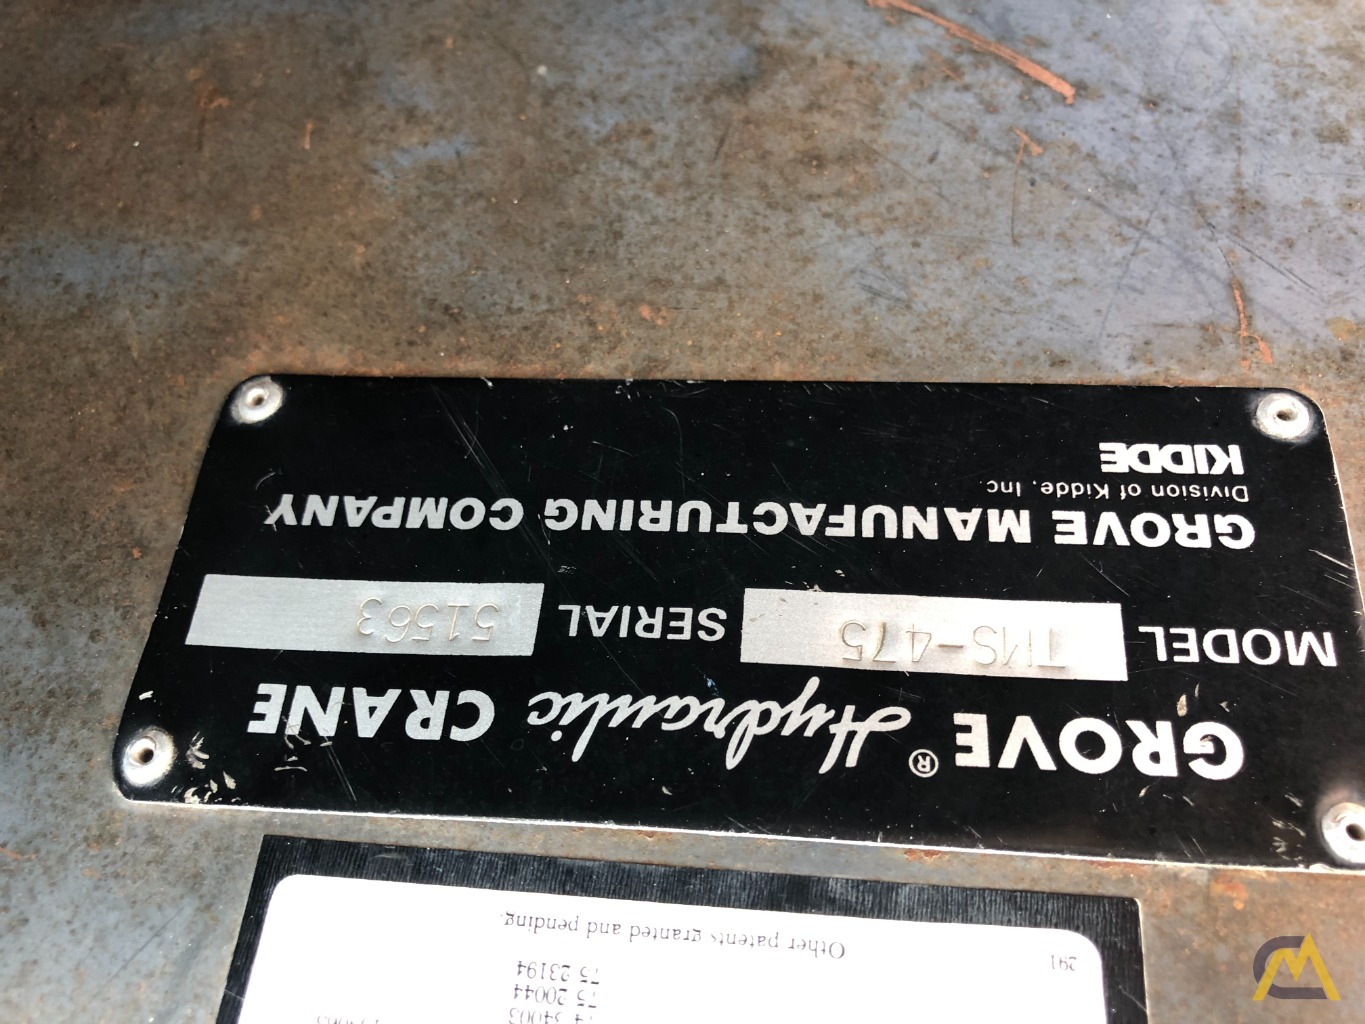 GROVE® Hydraulic CRANE
MODEL TMS-475 SERIAL 51563
GROVE MANUFACTURING COMPANY
Division of Kidde, Inc.
KIDDE
75 20044
75 23194
Other patents granted and pending.
291
CM